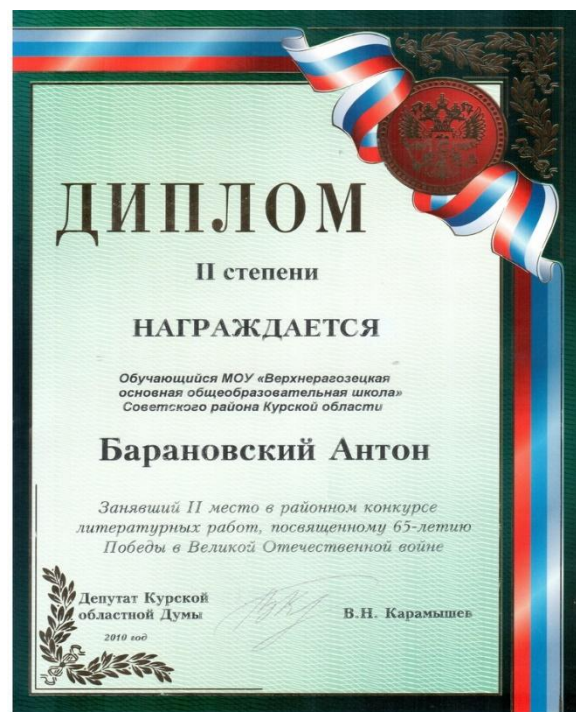 ДИПЛОМ
II степени
НАГРАЖДАЕТСЯ
Обучающийся МОУ «Верхнерагозецкая
основная общеобразовательная школа»
Советского района Курской области
Барановский Антон
Занявший II место в районном конкурсе
литературных работ, посвященному 65-летию
Победы в Великой Отечественной войне
Депутат Курской
областной Думы
В.Н. Карамышев
2010 год